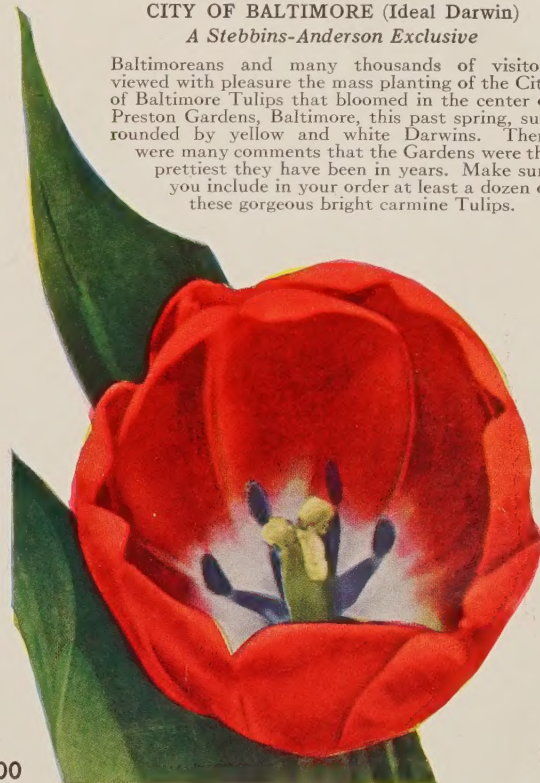 CITY OF BALTIMORE (Ideal Darwin)
A Stebbins-Anderson Exclusive
Baltimoreans and many thousands of visito
viewed with pleasure the mass planting of the Cit
of Baltimore Tulips that bloomed in the center
Preston Gardens, Baltimore, this past spring, su
rounded by yellow and white Darwins. Ther
were many comments that the Gardens were th
prettiest they have been in years. Make sur
you include in your order at least a dozen
these gorgeous bright carmine Tulips.
00